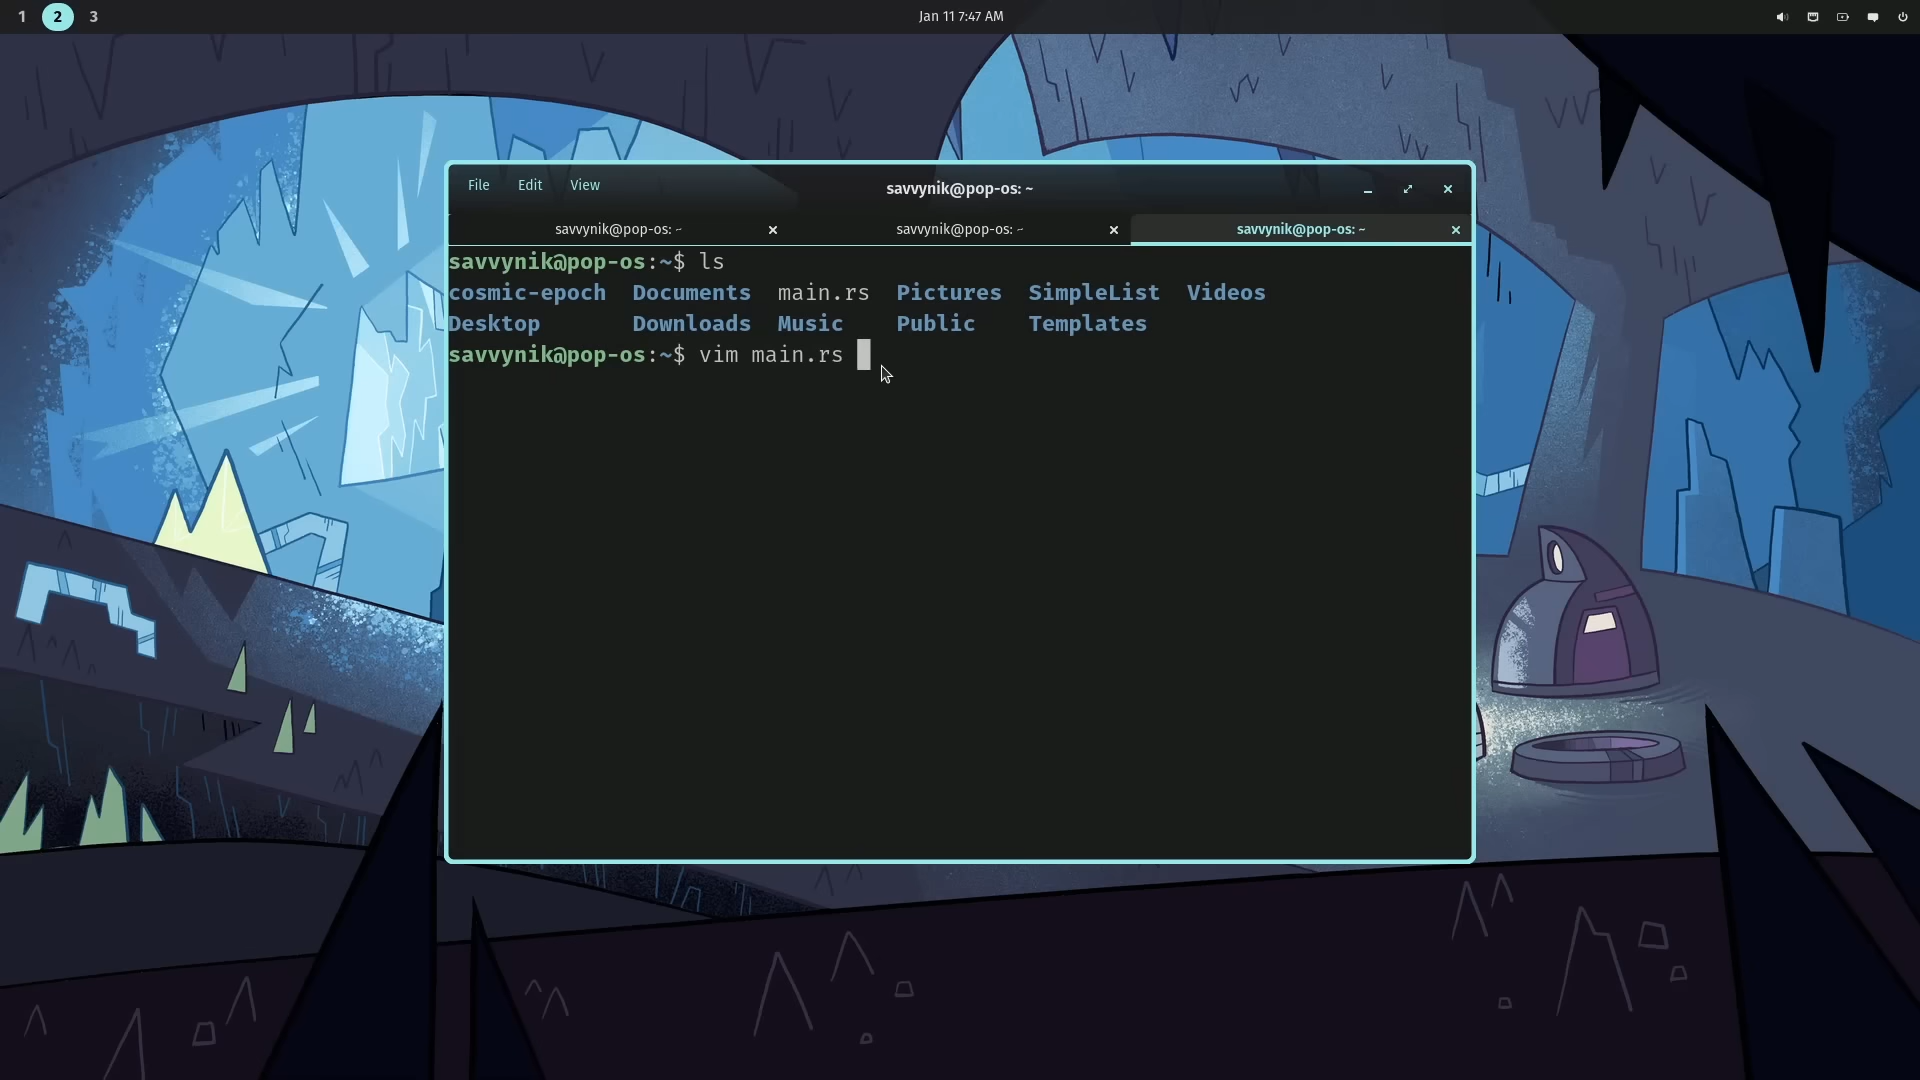 1 2 3 Jan 11 7:47 AM
File Edit View savvynik@pop-os: ~
savvynik@pop-os: ~ savvynik@pop-os: ~ savvynik@pop-os: ~
savvynik@pop-os:~$ ls
cosmic-epoch Documents main.rs Pictures SimpleList Videos
Desktop Downloads Music Public Templates
savvynik@pop-os:~$ vim main.rs